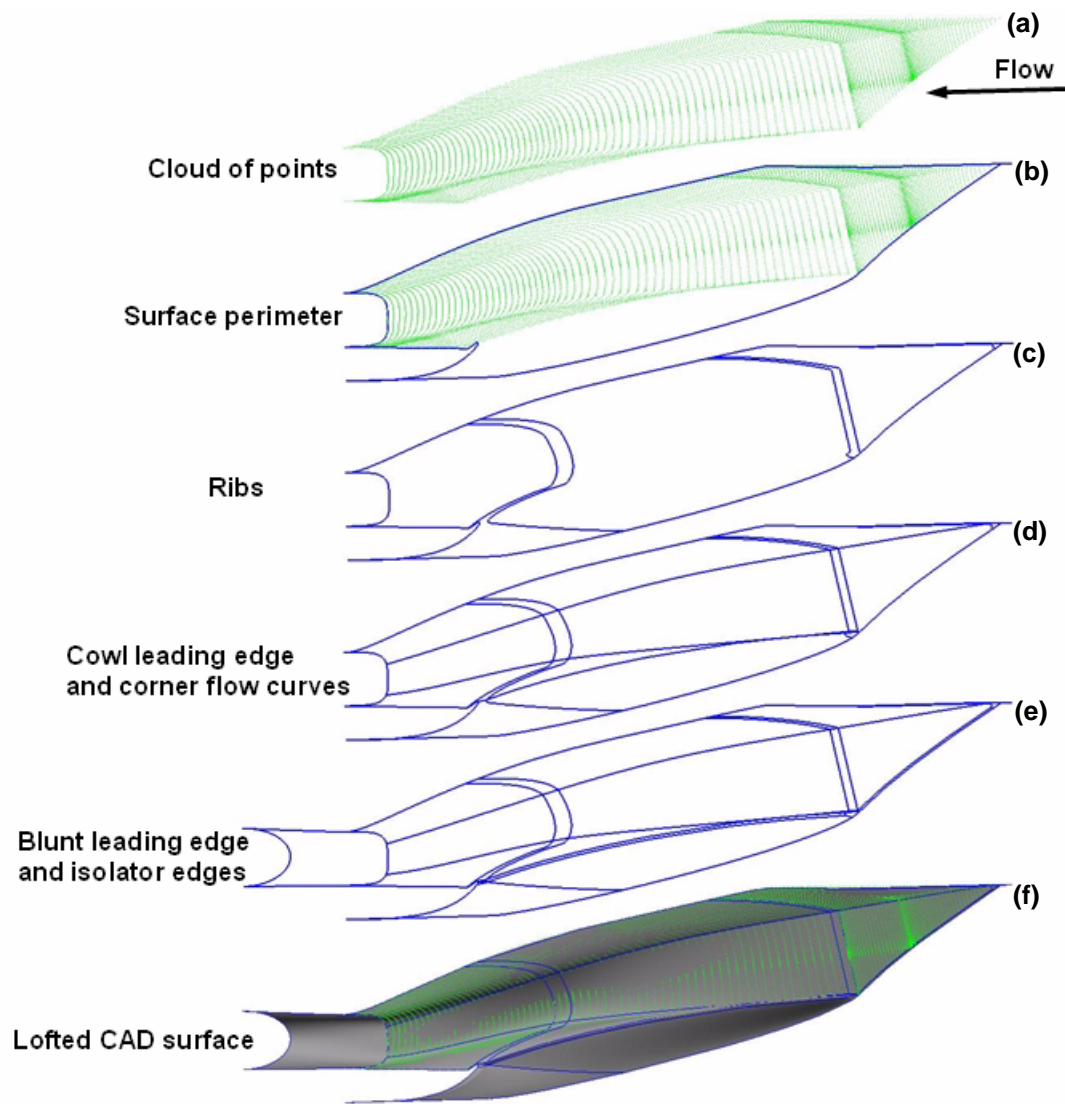 (a)
Flow
Cloud of points
(b)
Surface perimeter
(c)
Ribs
(d)
Cowl leading edge
and corner flow curves
(e)
Blunt leading edge
and isolator edges
(f)
Lofted CAD surface